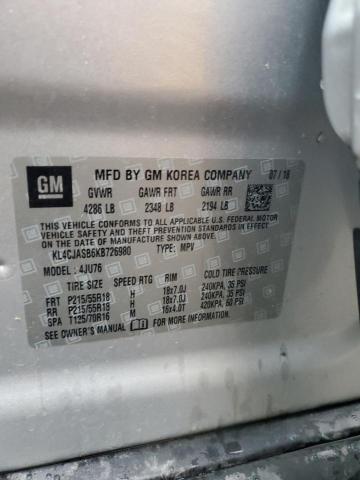 GM
MFD BY GM KOREA COMPANY 07/18
GVWR GAWR FRT GAWR RR
4286 LB 2348 LB 2194 LB
THIS VEHICLE CONFORMS TO ALL APPLICABLE U.S. FEDERAL MOTOR
VEHICLE SAFETY, BUMPER, AND THEFT PREVENTION STANDARDS
IN EFFECT ON THE DATE OF MANUFACTURE SHOWN ABOVE.
KL4CJASB6KB726980 TYPE: MPV
MODEL: 4JU76
TIRE SIZE SPEED RTG RIM COLD TIRE PRESSURE
FRT P215/55R18 H 18x7.0J 240KPA, 35 PSI
RR P215/55R18 H 18x7.0J 240KPA, 35 PSI
SPA T125/70R16 M 16x4.0T 420KPA, 60 PSI
SEE OWNER'S MANUAL FOR MORE INFORMATION.